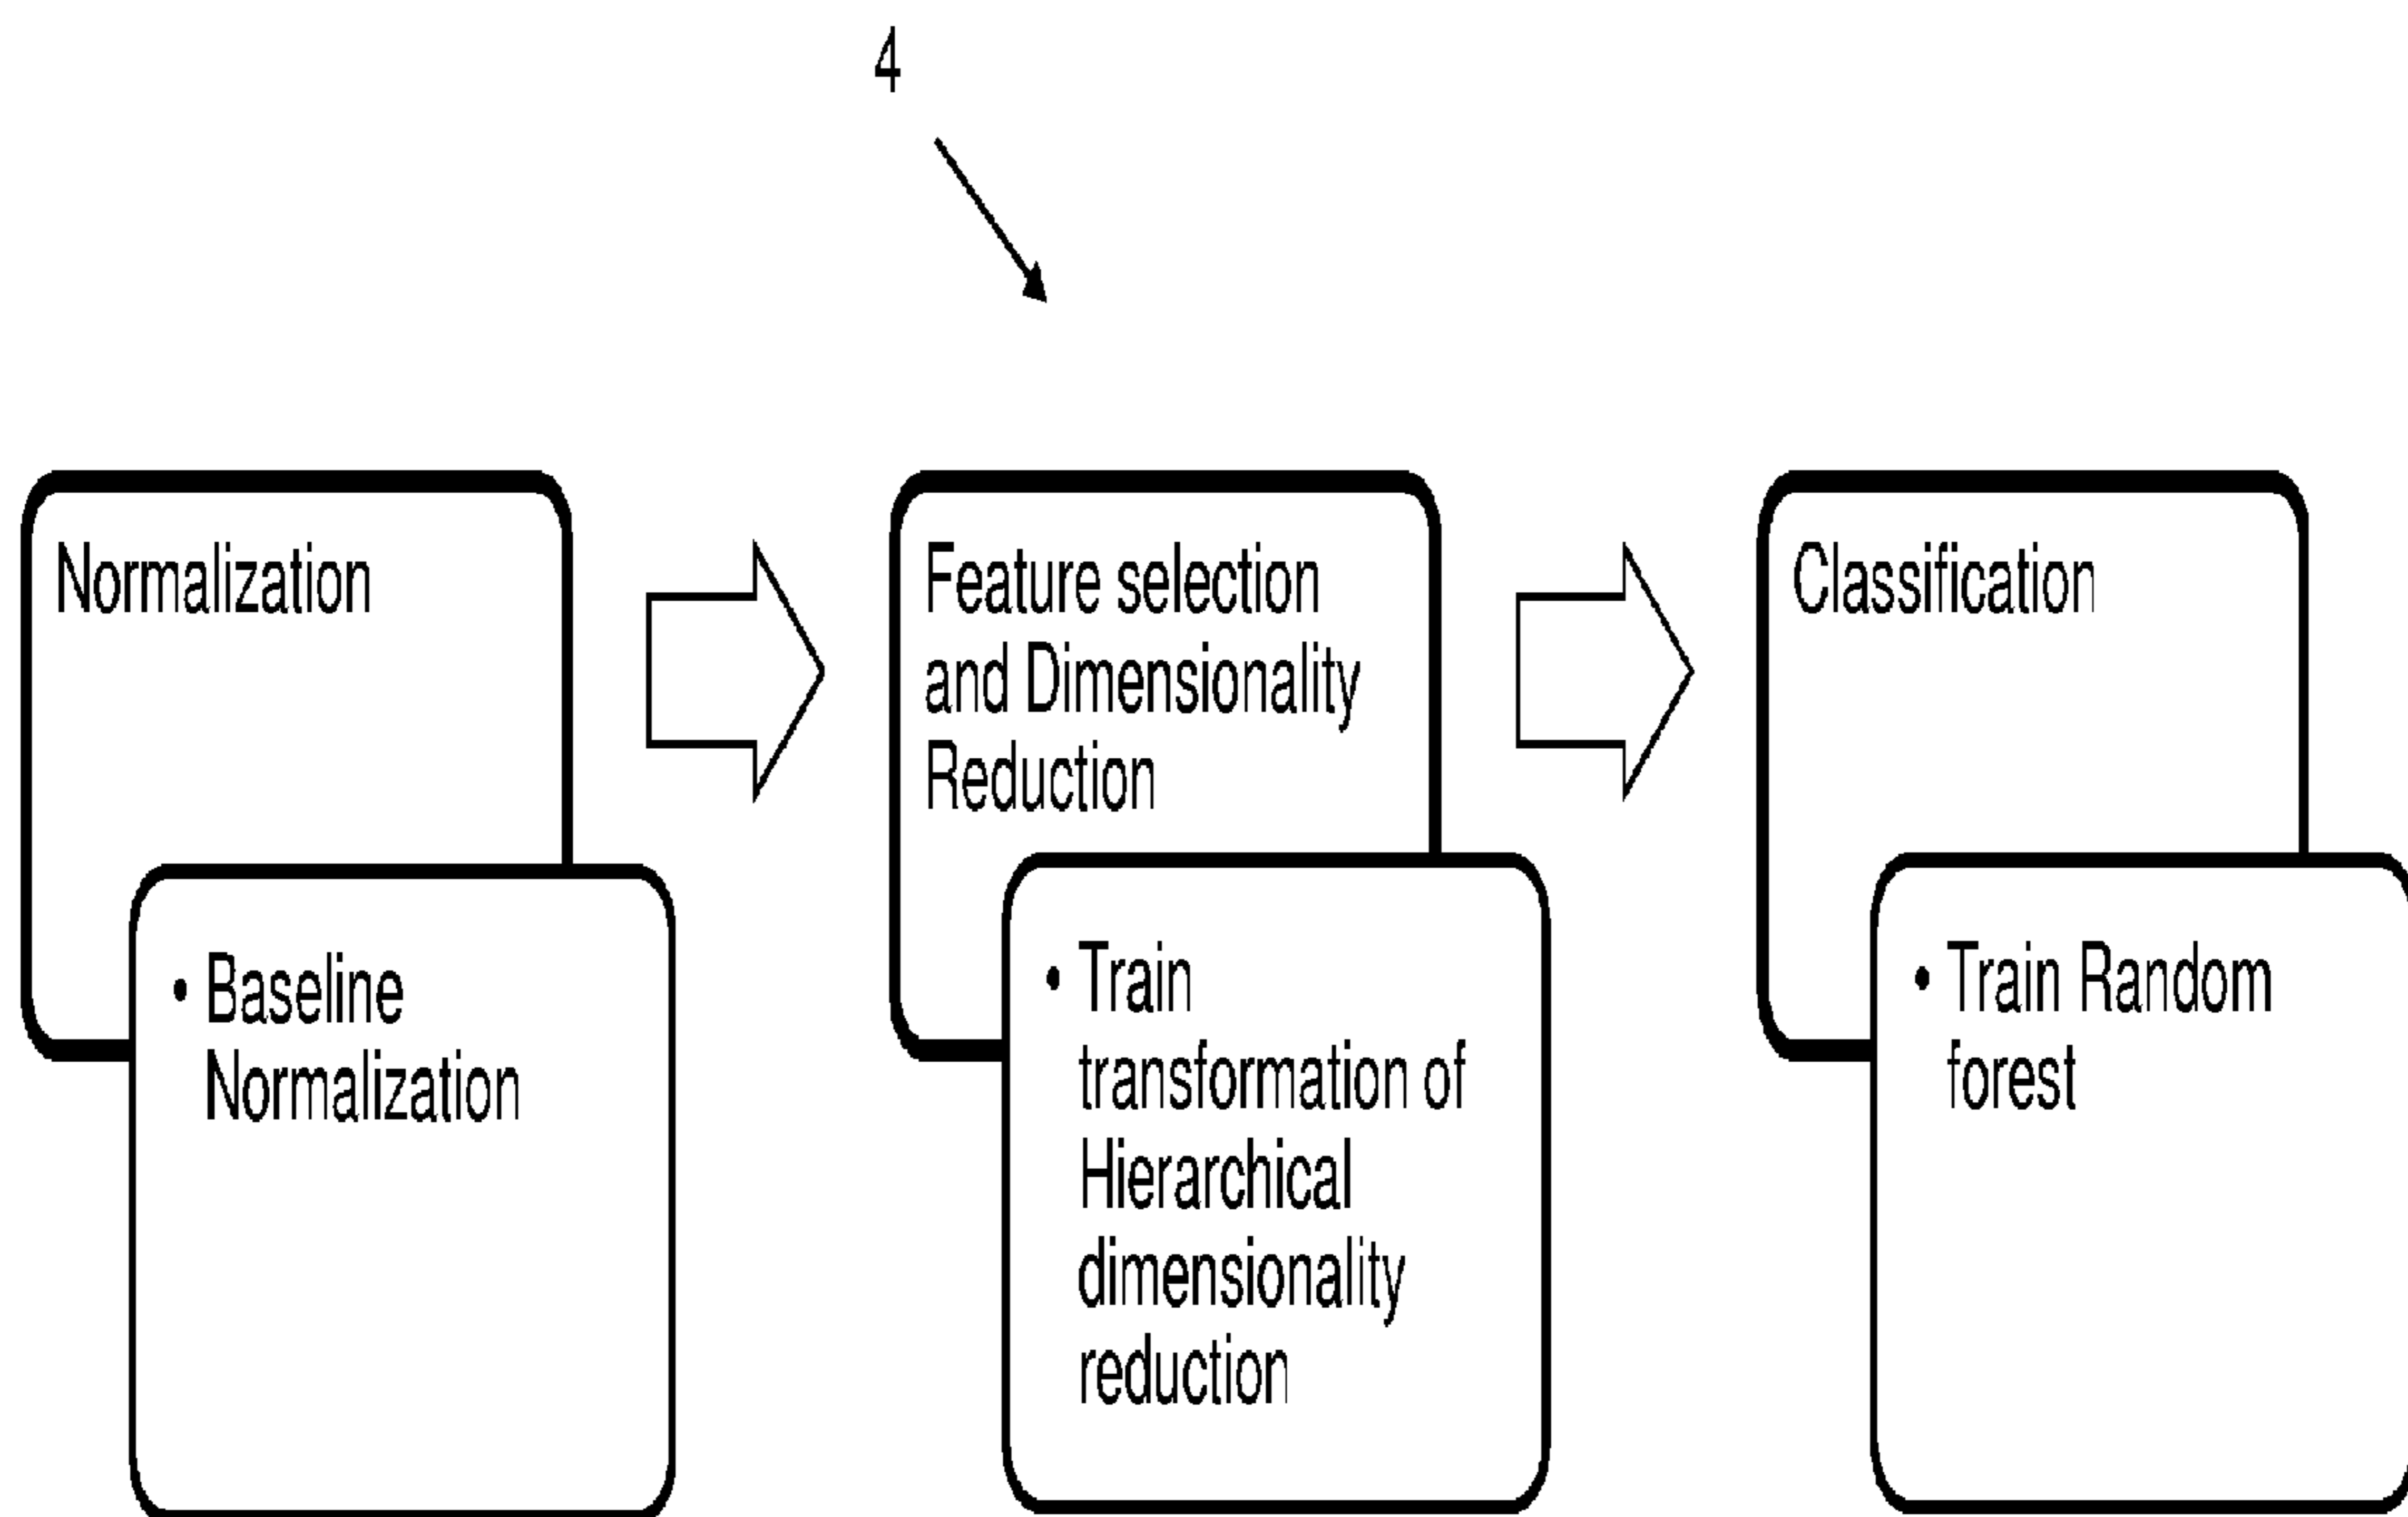 4
Normalization
• Baseline
Normalization
Feature selection
and Dimensionality
Reduction
• Train
transformation of
Hierarchical
dimensionality
reduction
Classification
• Train Random
forest